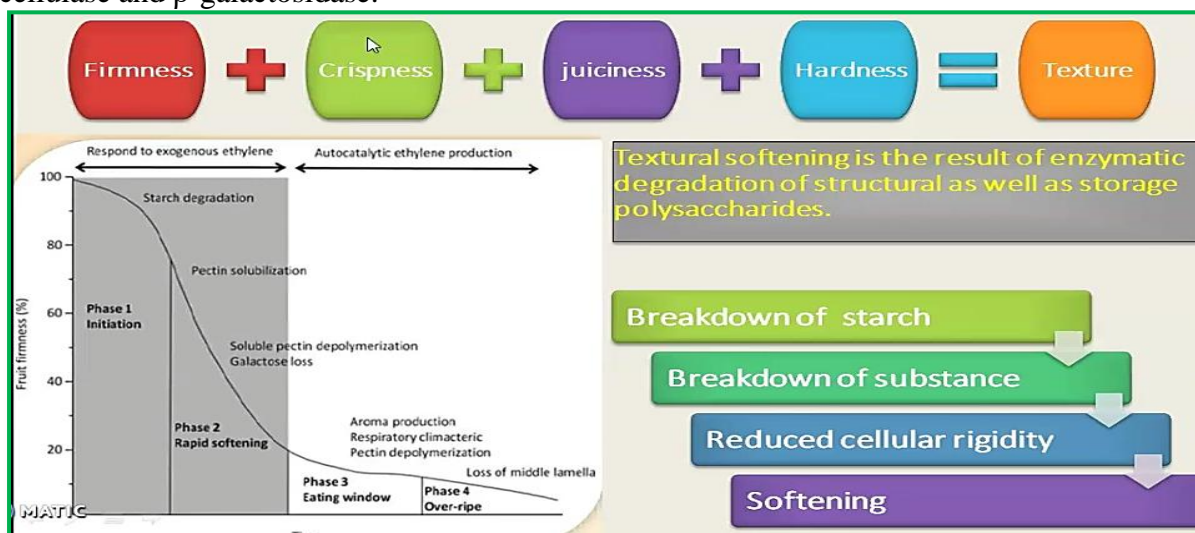 cellulase and β-galactosidase.
Firmness + Crispness + juiciness + Hardness = Texture
Respond to exogenous ethylene
Autocatalytic ethylene production
100
80
60
40
20
Fruit firmness (%)
Starch degradation
Pectin solubilization
Phase 1
Initiation
Soluble pectin depolymerization
Galactose loss
Phase 2
Rapid softening
Aroma production
Respiratory climacteric
Pectin depolymerization
Loss of middle lamella
Phase 3
Eating window
Phase 4
Over-ripe
MATIC
Textural softening is the result of enzymatic
degradation of structural as well as storage
polysaccharides.
Breakdown of starch
Breakdown of substance
Reduced cellular rigidity
Softening